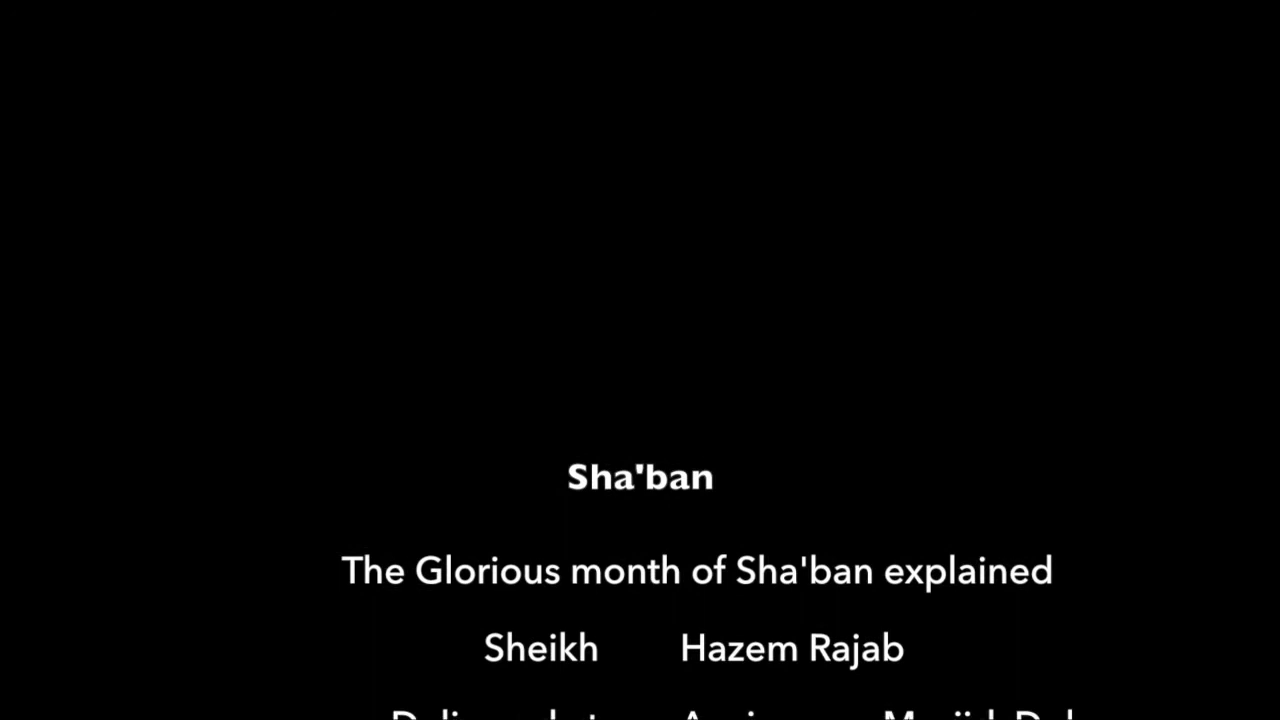 Sha'ban
The Glorious month of Sha'ban explained
Sheikh Hazem Rajab